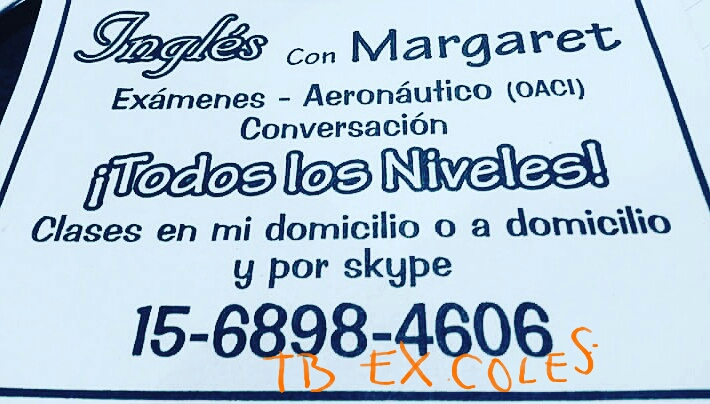 Inglés con Margaret
Exámenes - Aeronáutico (OACI)
Conversación
¡Todos los Niveles!
Clases en mi domicilio o a domicilio
y por skype
15-6898-4606
TB EX COLES.